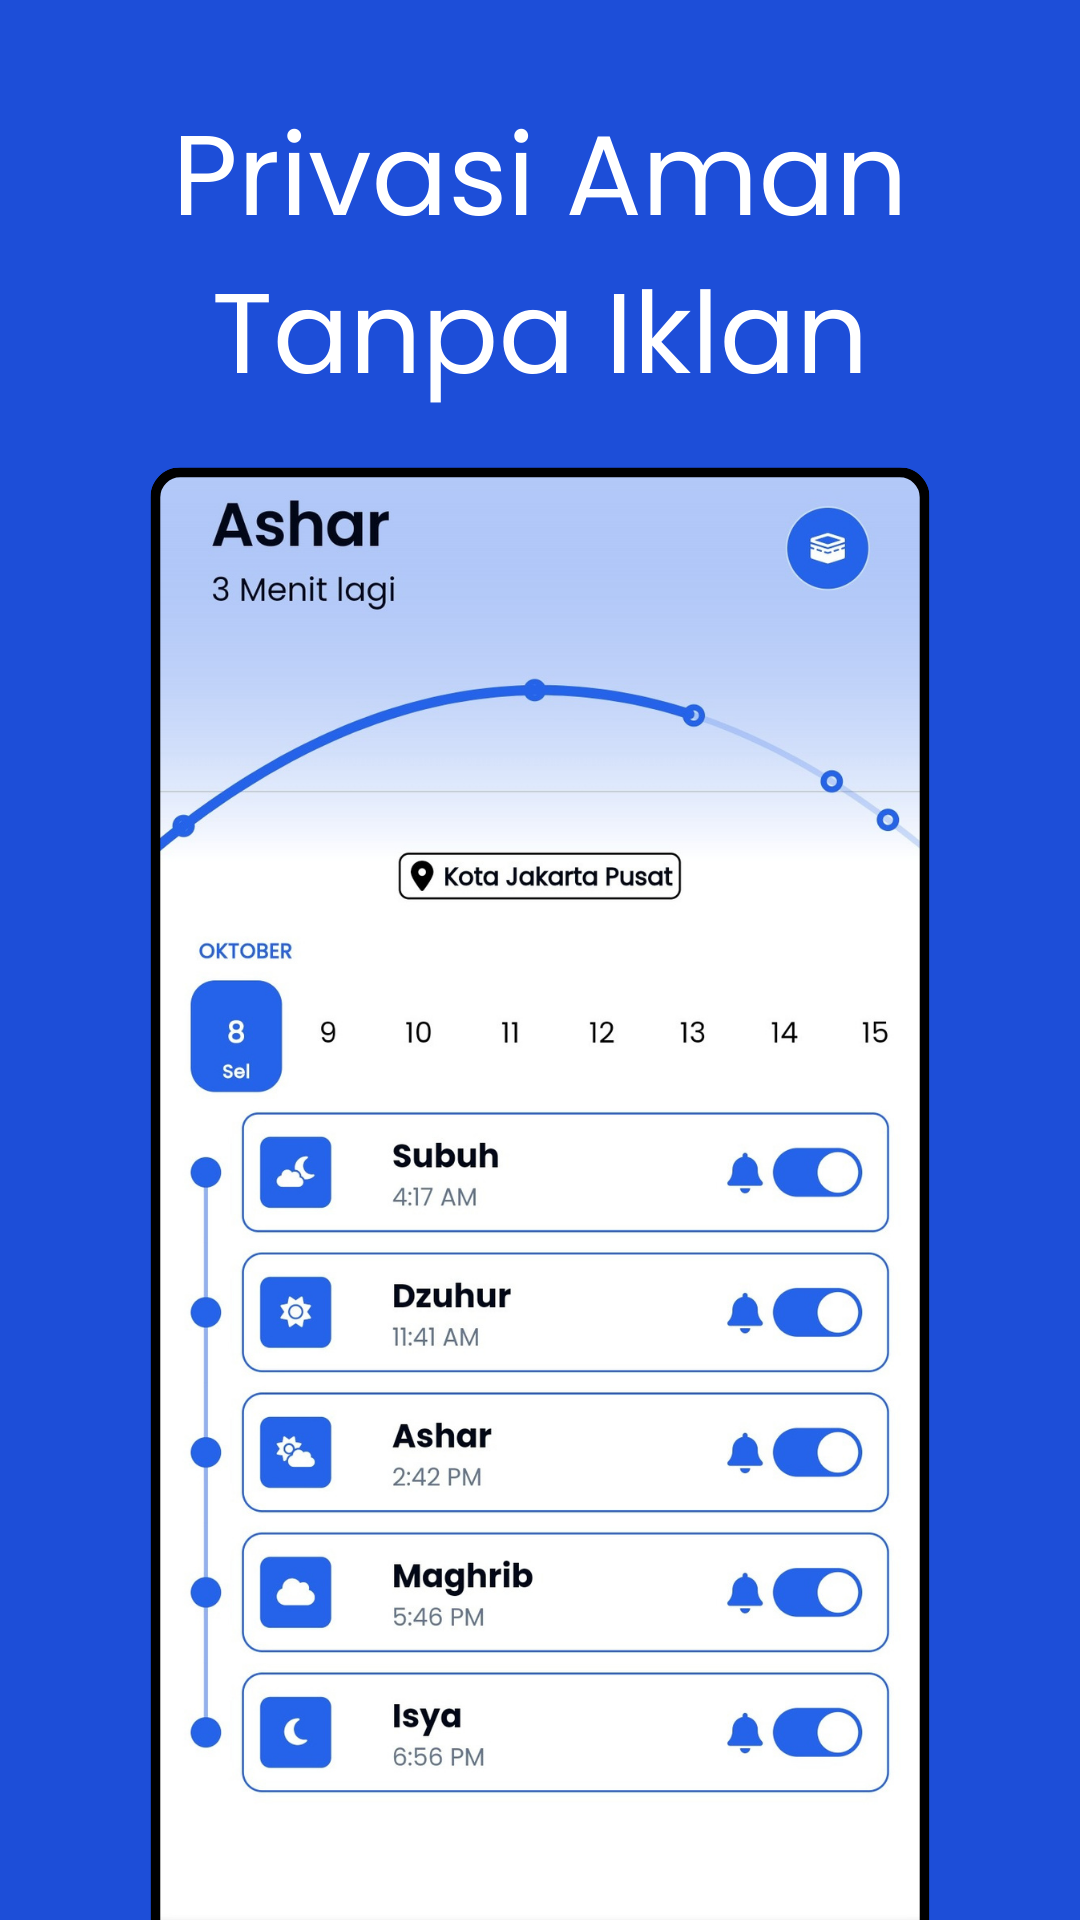 Privasi Aman
Tanpa Iklan
Ashar
3 Menit lagi
Kota Jakarta Pusat
OKTOBER
8 9 10 11 12 13 14 15
Sel
Subuh
4:17 AM
Dzuhur
11:41 AM
Ashar
2:42 PM
Maghrib
5:46 PM
Isya
6:56 PM